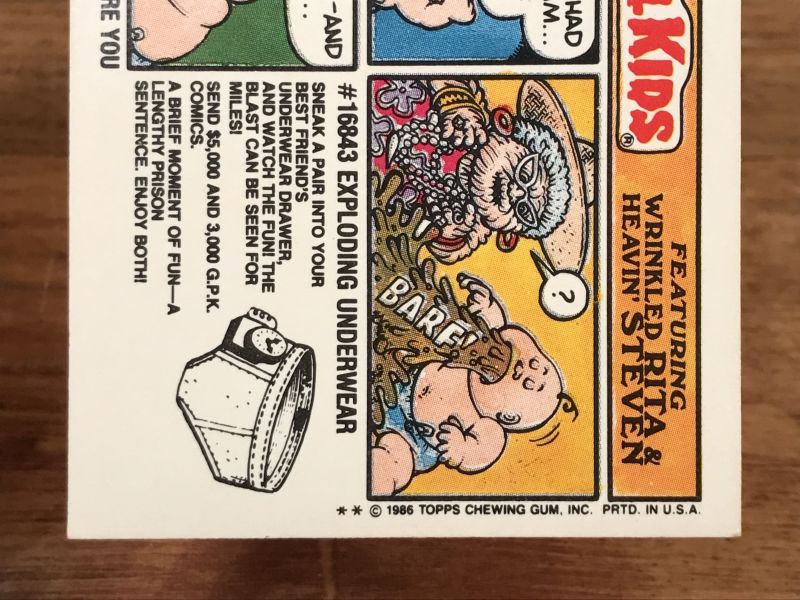 KIDS®
FEATURING
WRINKLED RITA &
HEAVIN' STEVEN
HAD
M...
-AND
...
?
BARF!
RE YOU
#16843 EXPLODING UNDERWEAR
SNEAK A PAIR INTO YOUR
BEST FRIEND'S
UNDERWEAR DRAWER,
AND WATCH THE FUN! THE
BLAST CAN BE SEEN FOR
MILES!
SEND $5,000 AND 3,000 G.P.K.
COMICS.
A BRIEF MOMENT OF FUN—A
LENGTHY PRISON
SENTENCE. ENJOY BOTH!
** © 1986 TOPPS CHEWING GUM, INC. PRTD. IN U.S.A.